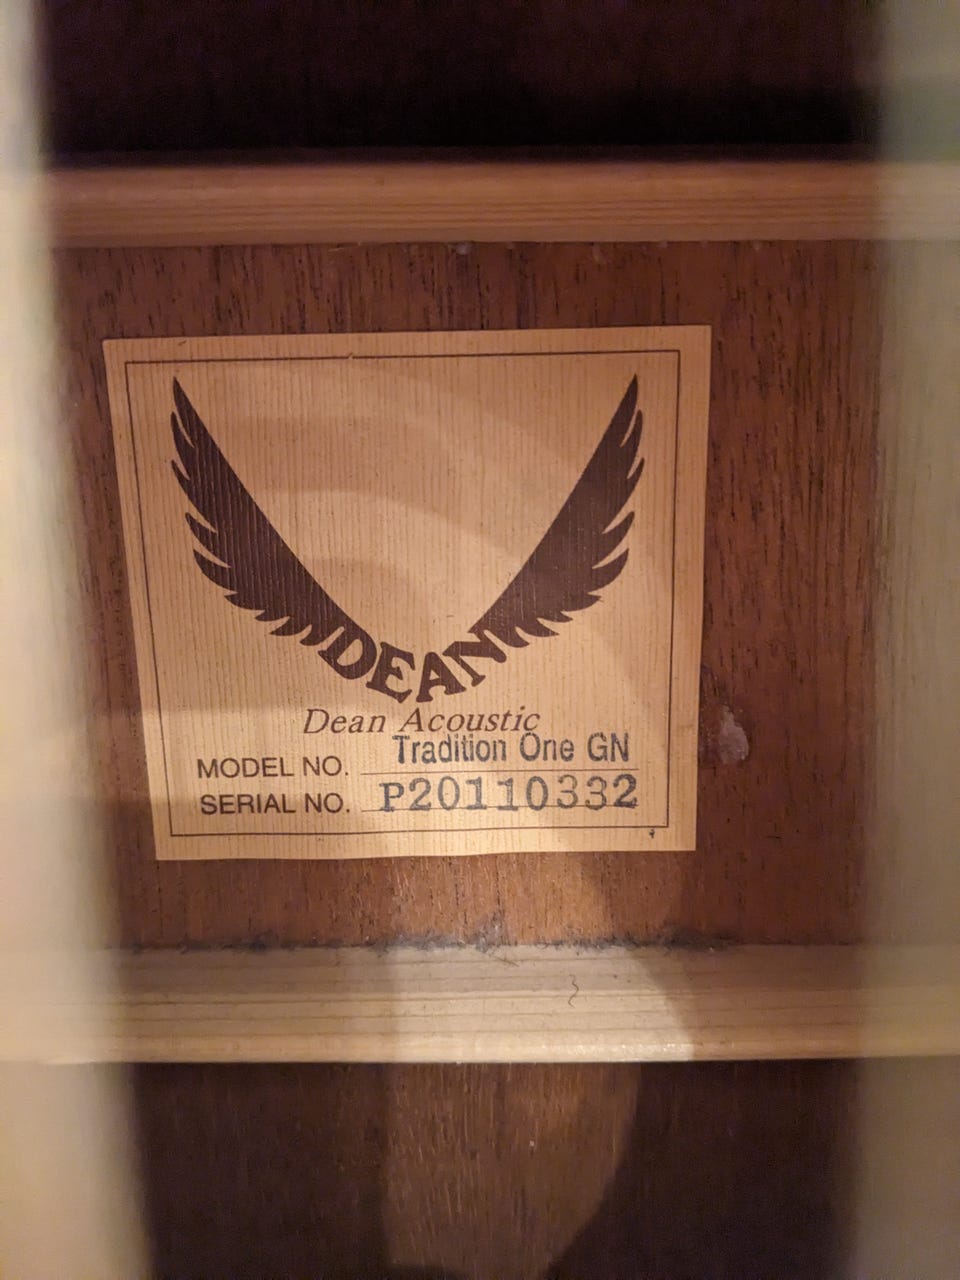 DEAN
Dean Acoustic
MODEL NO. Tradition One GN
SERIAL NO. P20110332